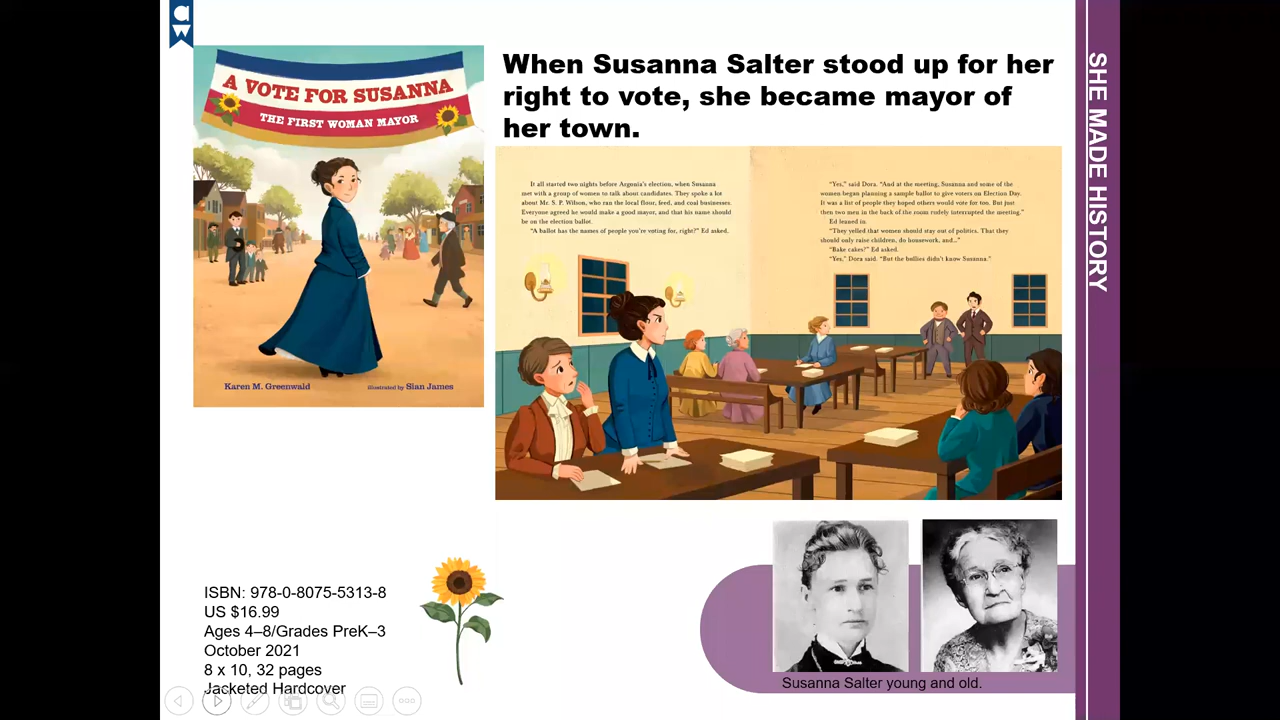 aw
A VOTE FOR SUSANNA
THE FIRST WOMAN MAYOR
Karen M. Greenwald
illustrated by Sian James
When Susanna Salter stood up for her
right to vote, she became mayor of
her town.
It all started two nights before Argonia's election, when Susanna
met with a group of women to talk about candidates. They spoke a lot
about Mr. S. P. Wilson, who ran the local flour, feed, and coal businesses.
Everyone agreed he would make a good mayor, and that his name should
be on the election ballot.
"A ballot has the names of people you're voting for, right?" Ed asked.
"Yes," said Dora. "And at the meeting, Susanna and some of the
women began planning a sample ballot to give voters on Election Day.
It was a list of people they hoped others would vote for too. But just
then two men in the back of the room rudely interrupted the meeting."
Ed leaned in.
"They yelled that women should stay out of politics. That they
should only raise children, do housework, and..."
"Bake cakes?" Ed asked.
"Yes," Dora said. "But the bullies didn't know Susanna."
ISBN: 978-0-8075-5313-8
US $16.99
Ages 4–8/Grades PreK–3
October 2021
8 x 10, 32 pages
Jacketed Hardcover
Susanna Salter young and old.
SHE MADE HISTORY